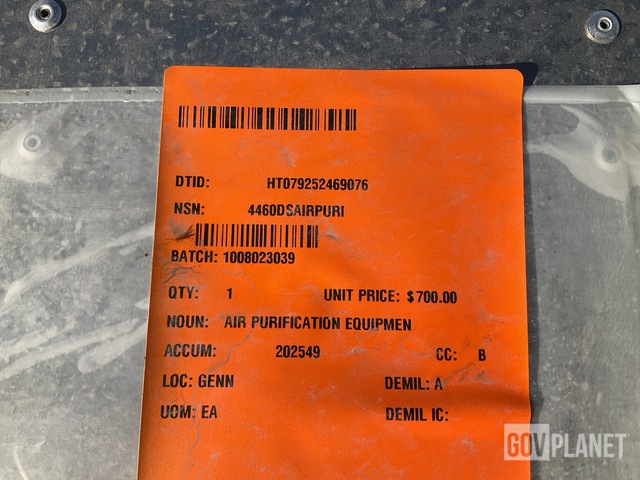 DTID: HT079252469076
NSN: 4460DSAIRPURI
BATCH: 1008023039
QTY: 1 UNIT PRICE: $700.00
NOUN: AIR PURIFICATION EQUIPMEN
ACCUM: 202549 CC: B
LOC: GENN DEMIL: A
UOM: EA DEMIL IC:
GOVPLANET